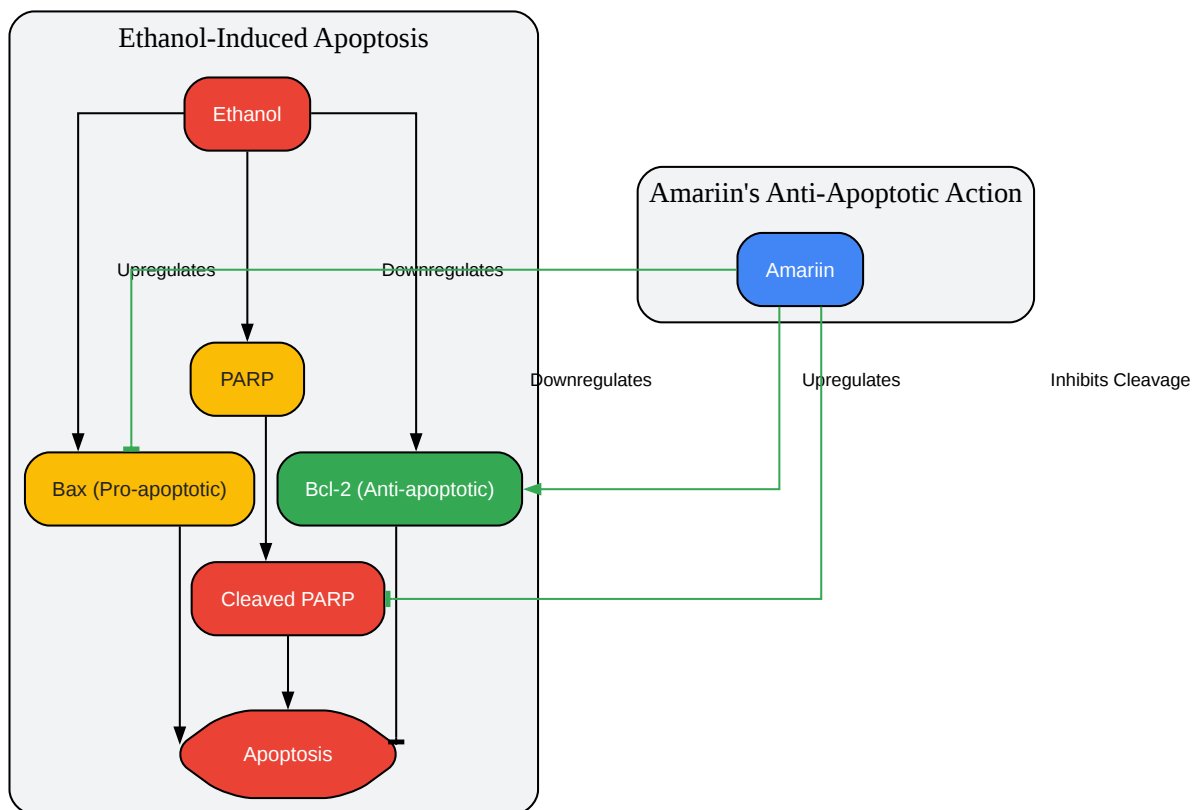 Ethanol-Induced Apoptosis
Ethanol
Amariin's Anti-Apoptotic Action
Amariin
Upregulates
Downregulates
PARP
Downregulates
Upregulates
Inhibits Cleavage
Bax (Pro-apoptotic)
Bcl-2 (Anti-apoptotic)
Cleaved PARP
Apoptosis